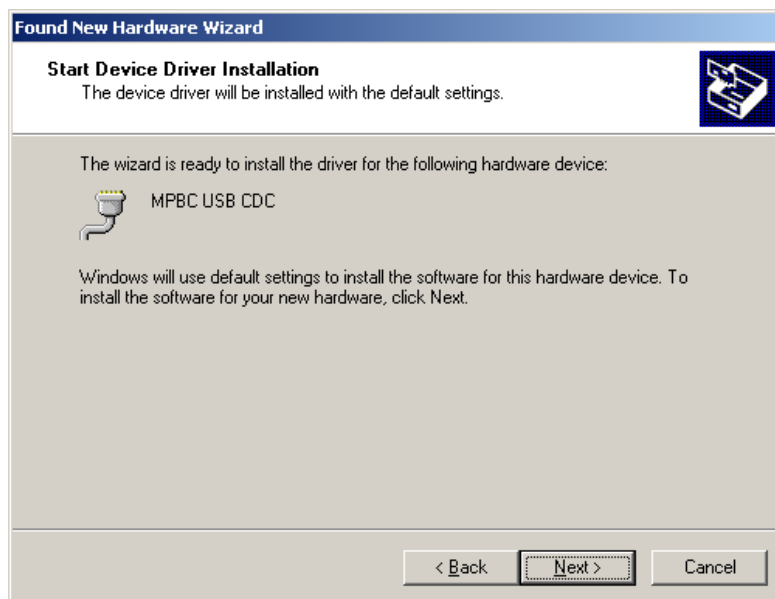 Found New Hardware Wizard
Start Device Driver Installation
The device driver will be installed with the default settings.
The wizard is ready to install the driver for the following hardware device:
MPBC USB CDC
Windows will use default settings to install the software for this hardware device. To
install the software for your new hardware, click Next.
< Back Next > Cancel